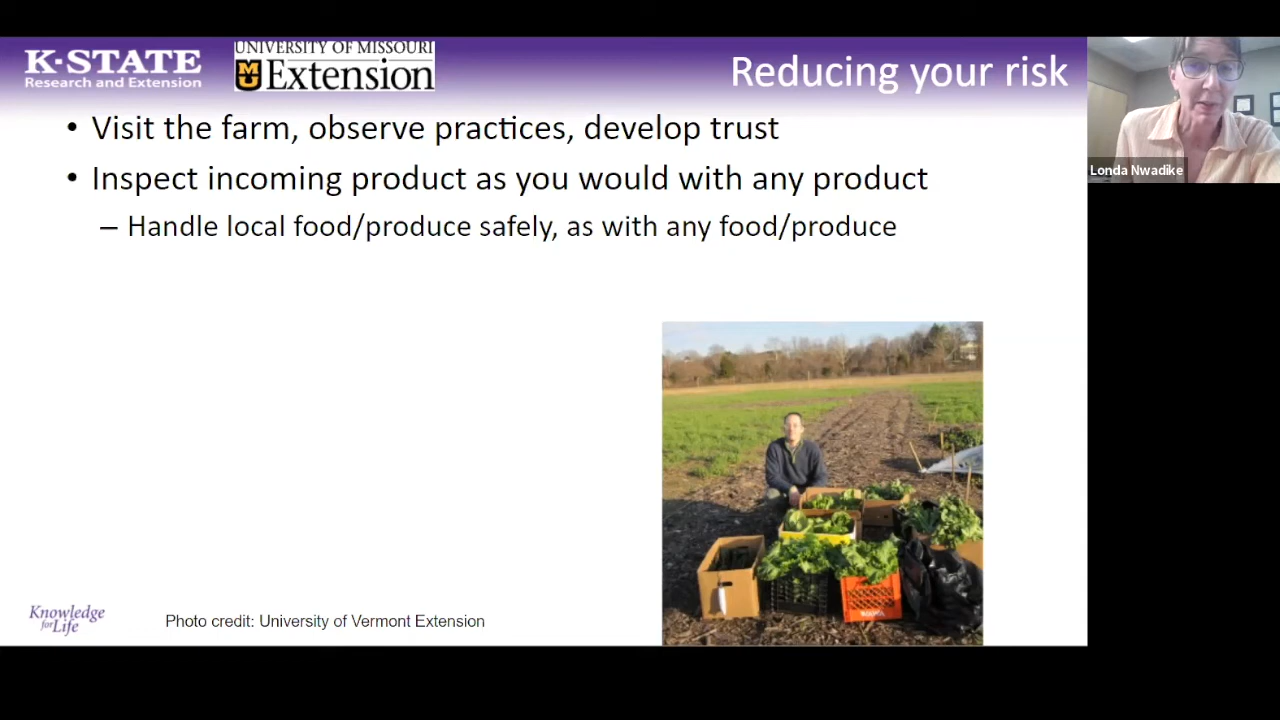 K-STATE
Research and Extension
UNIVERSITY OF MISSOURI
MU Extension
Reducing your risk
• Visit the farm, observe practices, develop trust
• Inspect incoming product as you would with any product
– Handle local food/produce safely, as with any food/produce
Londa Nwadike
Knowledge
for Life
Photo credit: University of Vermont Extension